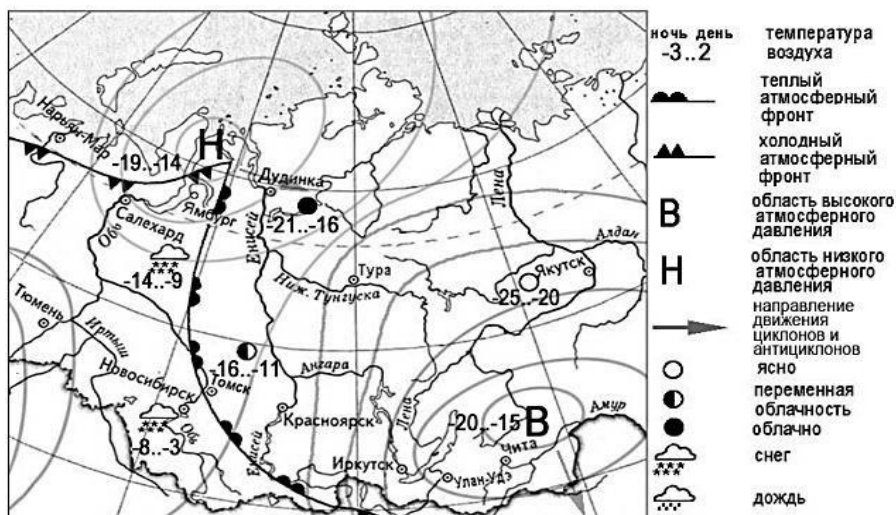 Нарьян-Мар
-19..-14
Н
Дудинка
Салехард
Ямбург
Обь
Енисей
-21..-16
Лена
Алдан
Якутск
-25..-20
-14..-9
Тура
Ниж. Тунгуска
Тюмень
Иртыш
-16..-11
Новосибирск
Томск
Ангара
Красноярск
Лена
-20..-15
В
Амур
Чита
Обь
-8..-3
Енисей
Иркутск
Улан-Удэ
ночь день
-3..2
температура
воздуха
теплый
атмосферный
фронт
холодный
атмосферный
фронт
В
область высокого
атмосферного
давления
Н
область низкого
атмосферного
давления
направление
движения
циклонов и
антициклонов
ясно
переменная
облачность
облачно
снег
дождь